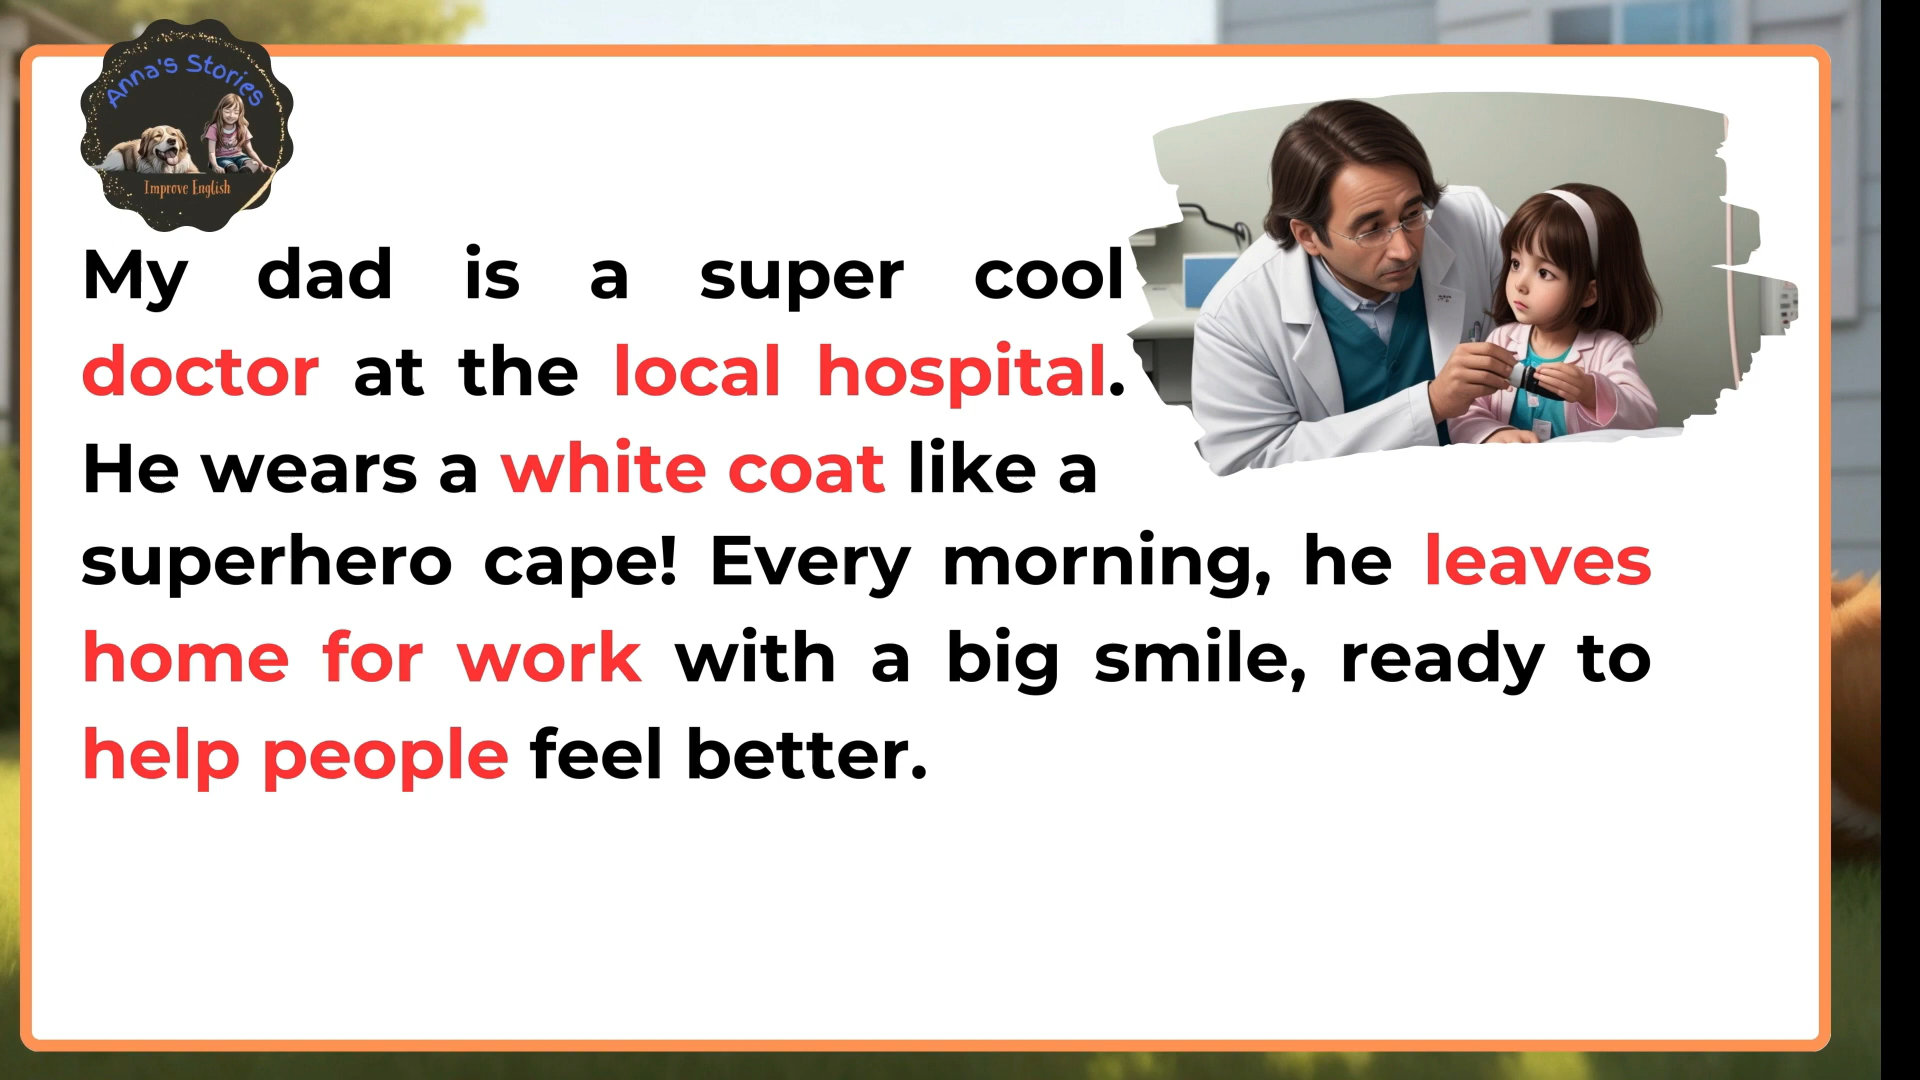 Anna's Stories
Improve English
My dad is a super cool
doctor at the local hospital.
He wears a white coat like a
superhero cape! Every morning, he leaves
home for work with a big smile, ready to
help people feel better.